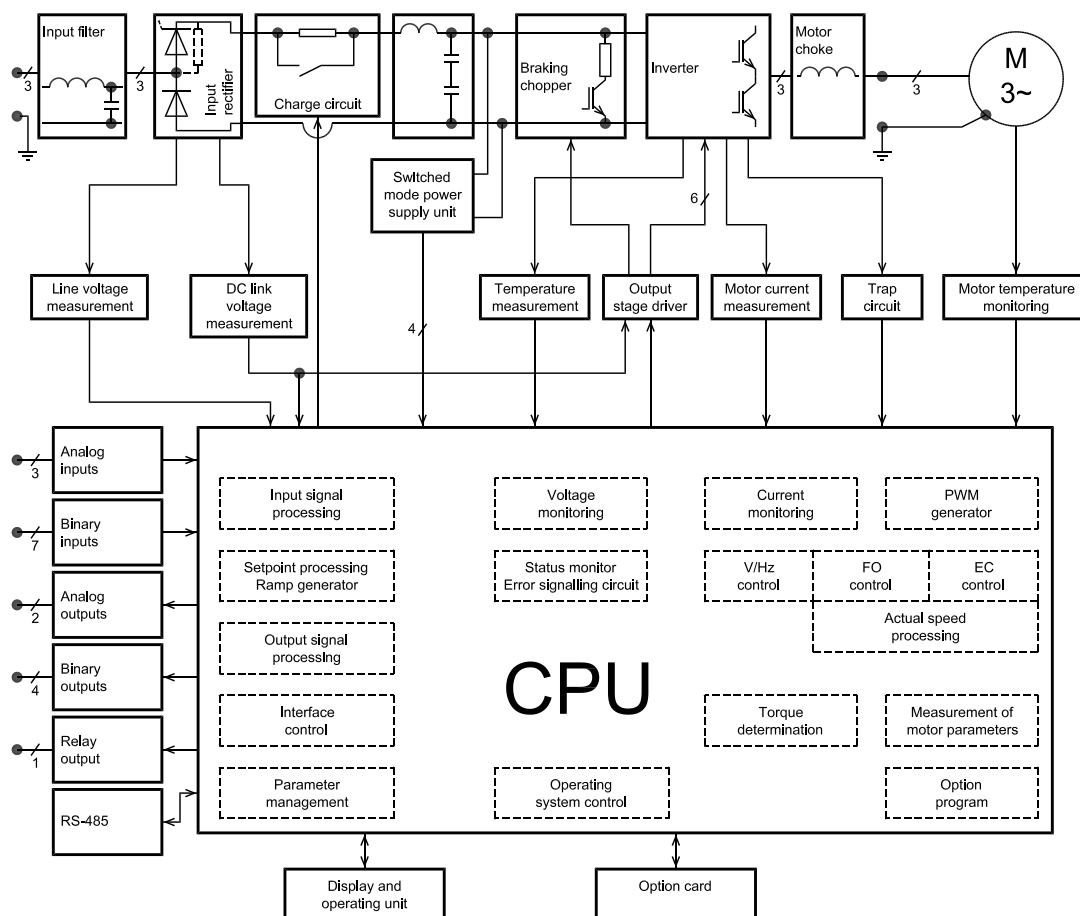 Input filter
3
3
Input
rectifier
Charge circuit
Braking
chopper
Inverter
3
Motor
choke
3
M
3~
Switched
mode power
supply unit
6
Line voltage
measurement
DC link
voltage
measurement
Temperature
measurement
Output
stage driver
Motor current
measurement
Trap
circuit
Motor temperature
monitoring
4
Analog
inputs
3
Binary
inputs
7
Analog
outputs
2
Binary
outputs
4
Relay
output
1
RS-485
Input signal
processing
Voltage
monitoring
Current
monitoring
PWM
generator
Setpoint processing
Ramp generator
Status monitor
Error signalling circuit
V/Hz
control
FO
control
EC
control
Actual speed
processing
Output signal
processing
CPU
Interface
control
Torque
determination
Measurement of
motor parameters
Parameter
management
Operating
system control
Option
program
Display and
operating unit
Option card